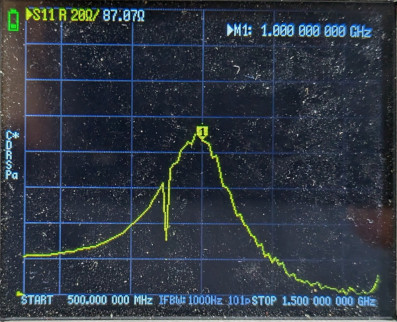 ▶S11 R 20Ω/ 87.07Ω
▶M1: 1.000 000 000 GHz
1
C*
D
R
S
Pa
START 500.000 000 MHz IFBW:1000Hz 101p STOP 1.500 000 000 GHz